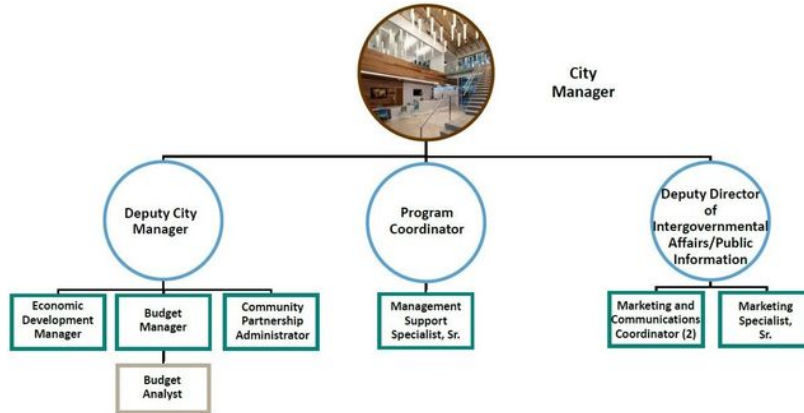 City
Manager
Deputy City
Manager
Program
Coordinator
Deputy Director
of
Intergovernmental
Affairs/Public
Information
Economic
Development
Manager
Budget
Manager
Community
Partnership
Administrator
Management
Support
Specialist, Sr.
Marketing and
Communications
Coordinator (2)
Marketing
Specialist,
Sr.
Budget
Analyst